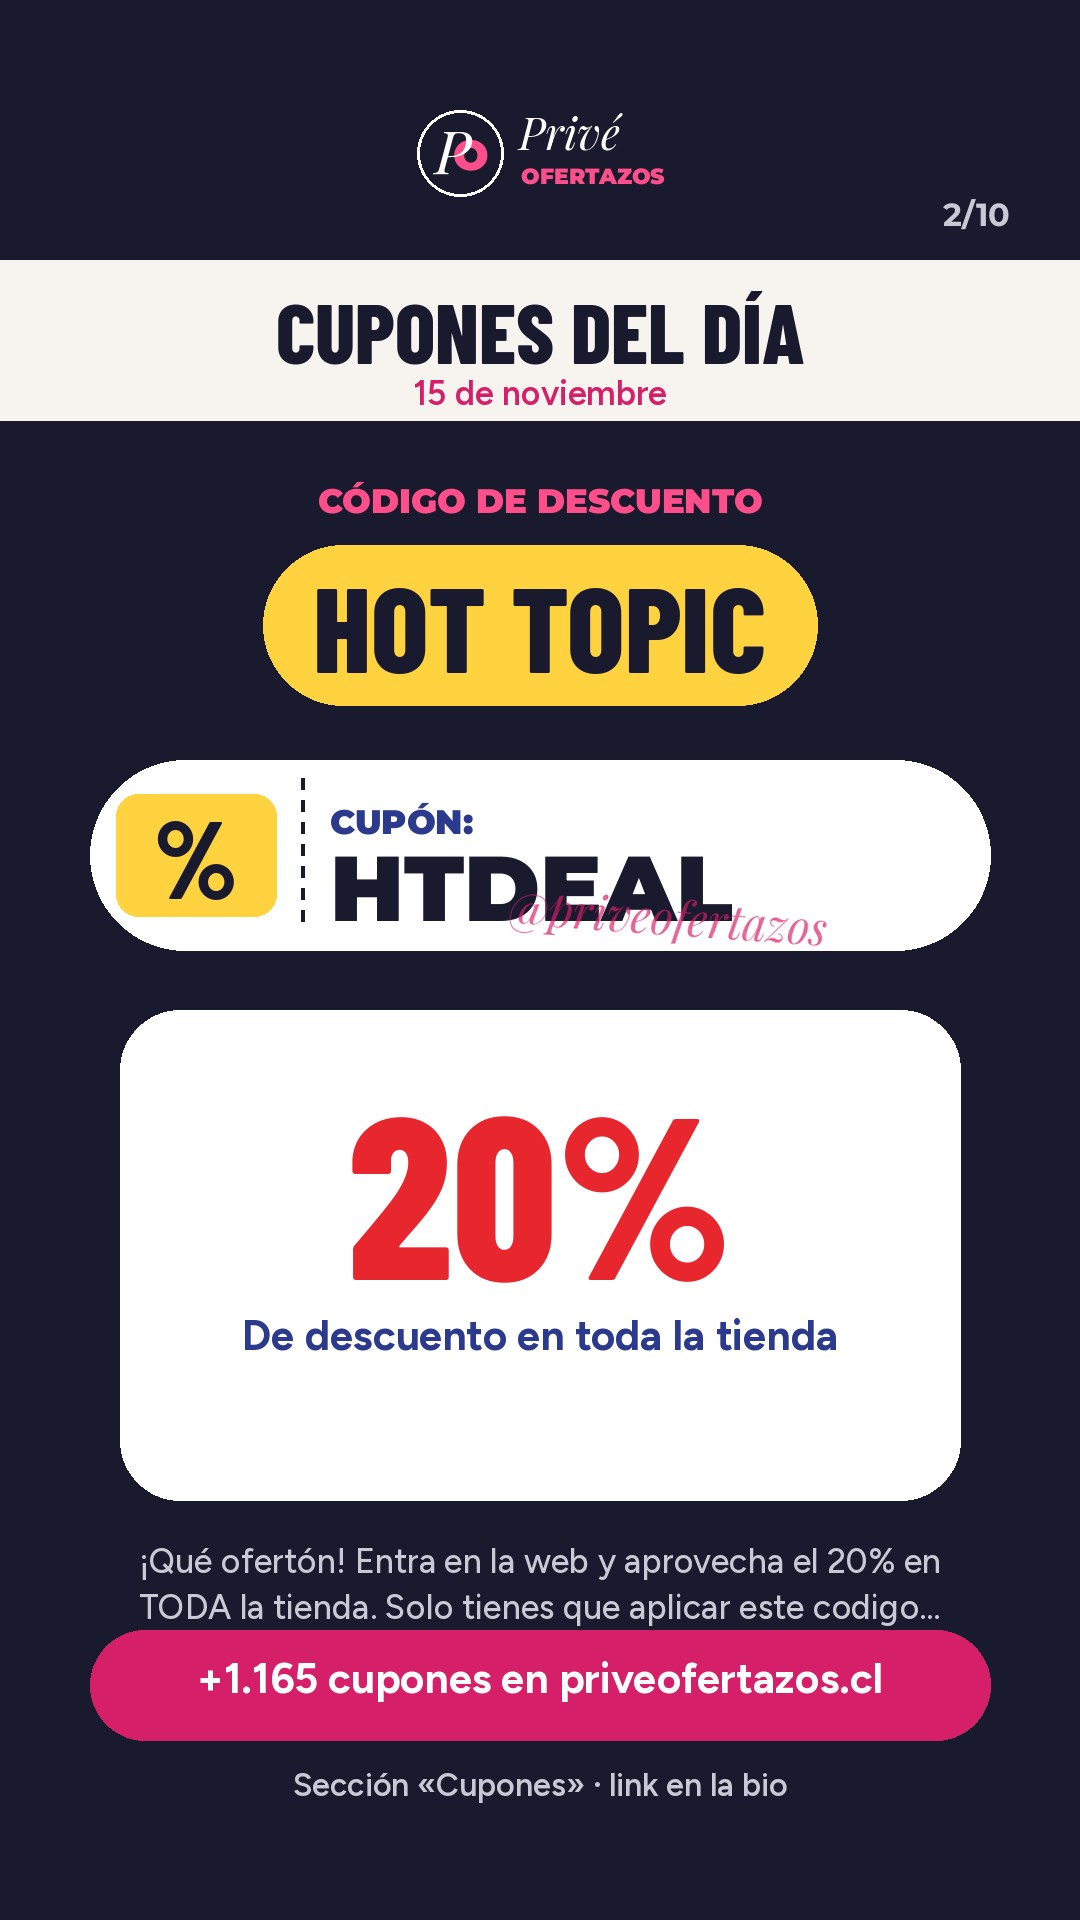 PO
Privé
OFERTAZOS
2/10
CUPONES DEL DÍA
15 de noviembre
CÓDIGO DE DESCUENTO
HOT TOPIC
%
CUPÓN:
HTDEAL
@priveofertazos
20%
De descuento en toda la tienda
¡Qué ofertón! Entra en la web y aprovecha el 20% en
TODA la tienda. Solo tienes que aplicar este codigo...
+1.165 cupones en priveofertazos.cl
Sección «Cupones» · link en la bio